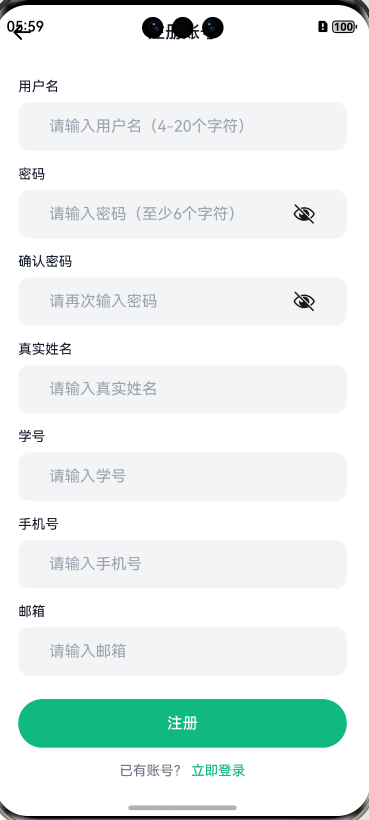 05:59
100
用户名
请输入用户名（4-20个字符）
密码
请输入密码（至少6个字符）
确认密码
请再次输入密码
真实姓名
请输入真实姓名
学号
请输入学号
手机号
请输入手机号
邮箱
请输入邮箱
注册
已有账号？ 立即登录